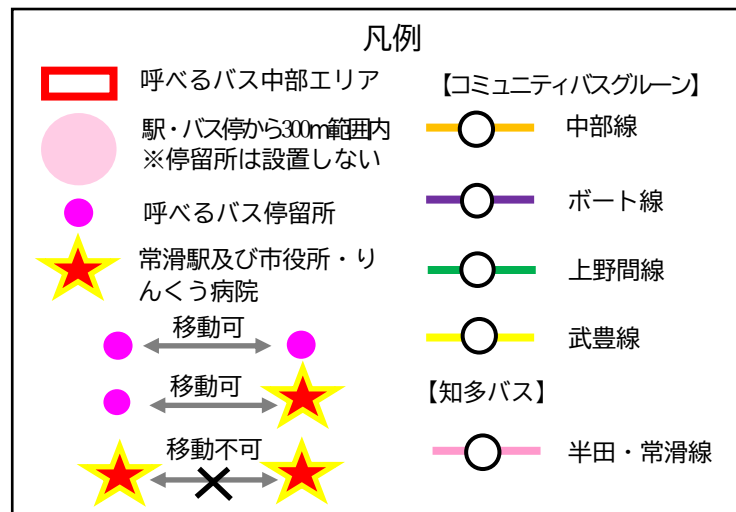 凡例
呼べるバス中部エリア
駅・バス停から300m範囲内
※停留所は設置しない
呼べるバス停留所
常滑駅及び市役所・り
んくう病院
移動可
移動可
移動不可
【コミュニティバスグルーン】
中部線
ボート線
上野間線
武豊線
【知多バス】
半田・常滑線